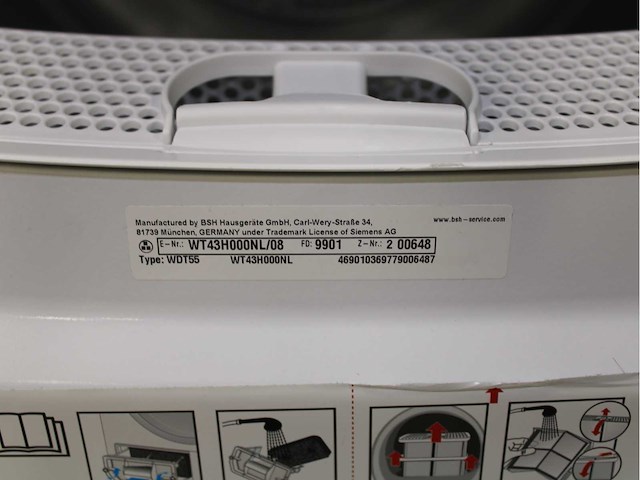 Manufactured by BSH Hausgeräte GmbH, Carl-Wery-Straße 34,
www.bsh-service.com
81739 München, GERMANY under Trademark License of Siemens AG
E-Nr.: WT43H000NL/08 FD: 9901 Z-Nr.: 2 00648
Type: WDT55 WT43H000NL 469010369779006487